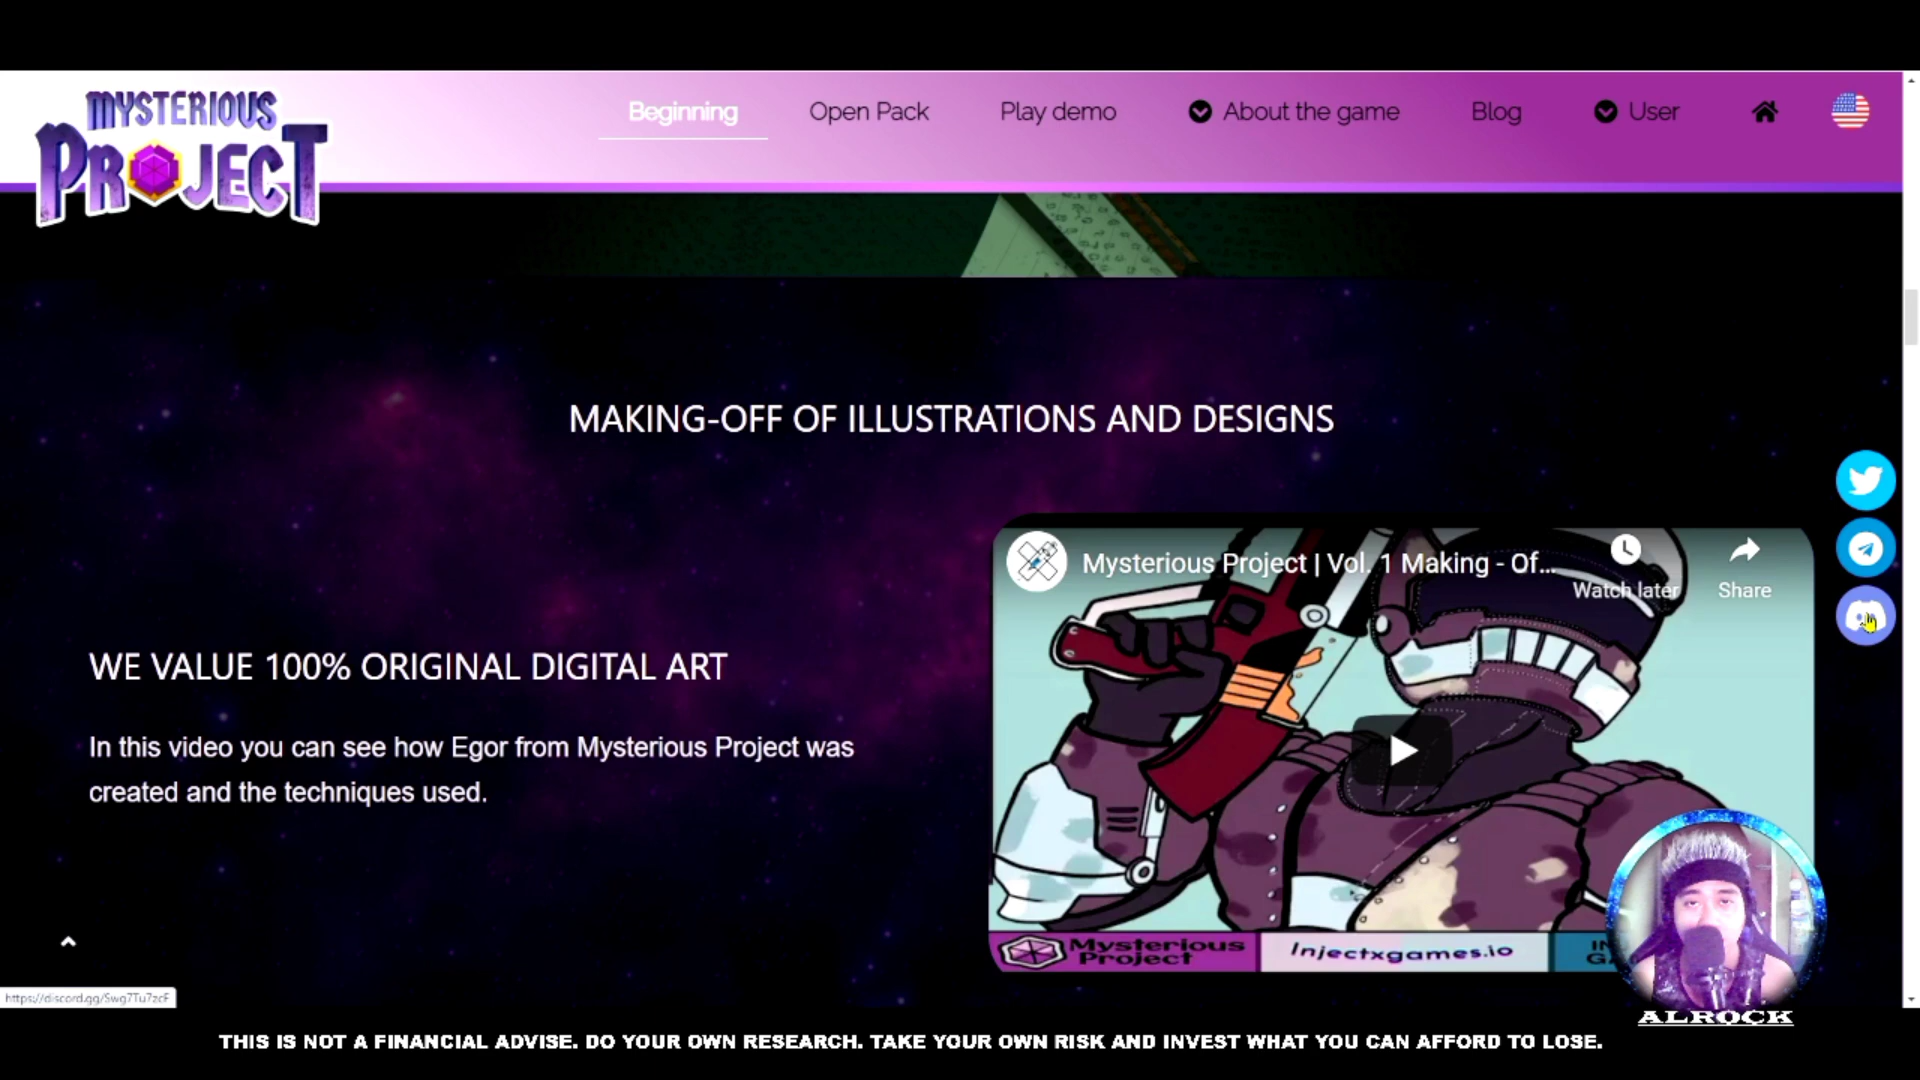 MYSTERIOUS
PROJECT
Beginning
Open Pack
Play demo
About the game
Blog
User
MAKING-OFF OF ILLUSTRATIONS AND DESIGNS
Mysterious Project | Vol. 1 Making - Of...
Watch later
Share
WE VALUE 100% ORIGINAL DIGITAL ART
In this video you can see how Egor from Mysterious Project was
created and the techniques used.
Mysterious
Project
Injectxgames.io
https://discord.gg/Swg7Tu7zcF
ALROCK
THIS IS NOT A FINANCIAL ADVISE. DO YOUR OWN RESEARCH. TAKE YOUR OWN RISK AND INVEST WHAT YOU CAN AFFORD TO LOSE.